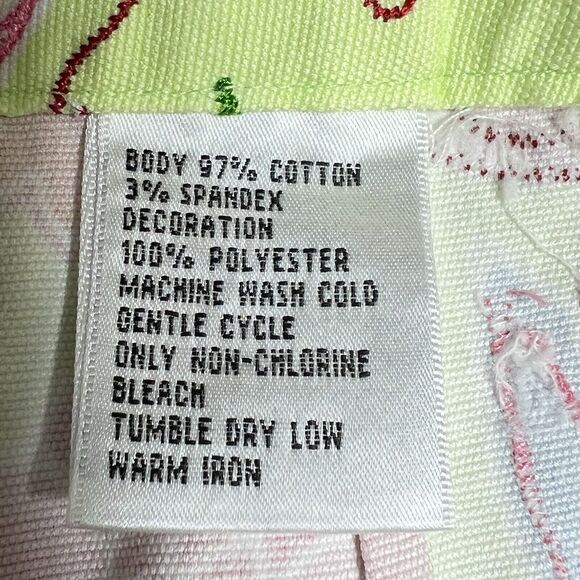 BODY 97% COTTON
3% SPANDEX
DECORATION
100% POLYESTER
MACHINE WASH COLD
GENTLE CYCLE
ONLY NON-CHLORINE
BLEACH
TUMBLE DRY LOW
WARM IRON